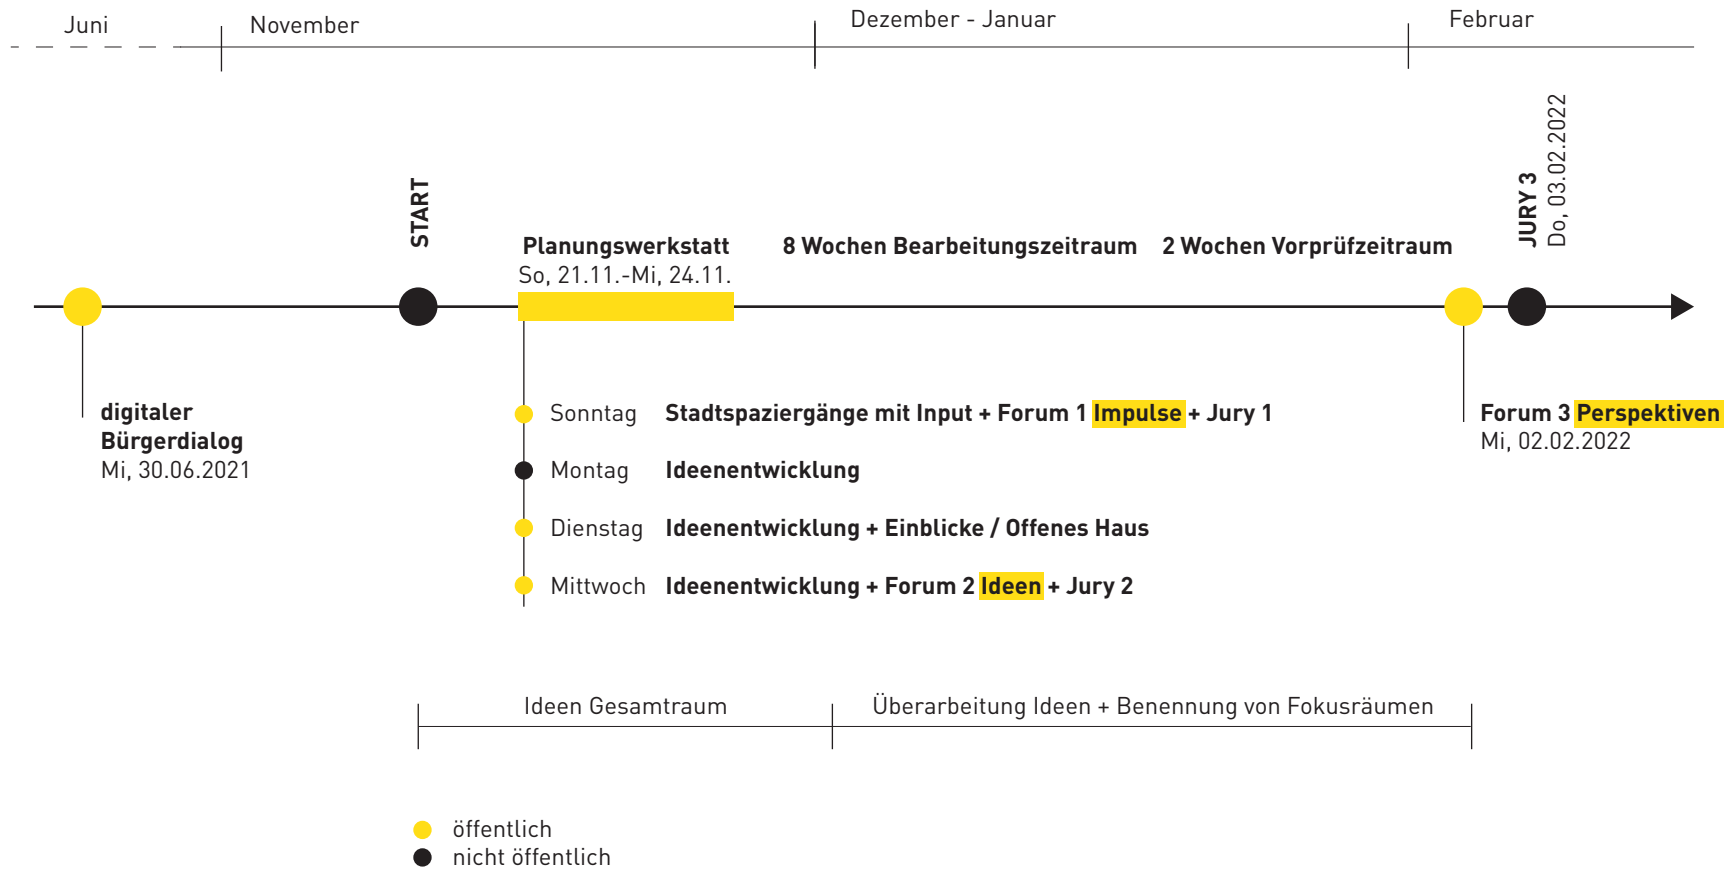 Juni
November
Dezember - Januar
Februar
START
JURY 3
Do, 03.02.2022
Planungswerkstatt
So, 21.11.-Mi, 24.11.
8 Wochen Bearbeitungszeitraum
2 Wochen Vorprüfzeitraum
digitaler
Bürgerdialog
Mi, 30.06.2021
Sonntag Stadtspaziergänge mit Input + Forum 1 Impulse + Jury 1
Montag Ideenentwicklung
Dienstag Ideenentwicklung + Einblicke / Offenes Haus
Mittwoch Ideenentwicklung + Forum 2 Ideen + Jury 2
Forum 3 Perspektiven
Mi, 02.02.2022
Ideen Gesamtraum
Überarbeitung Ideen + Benennung von Fokusräumen
öffentlich
nicht öffentlich